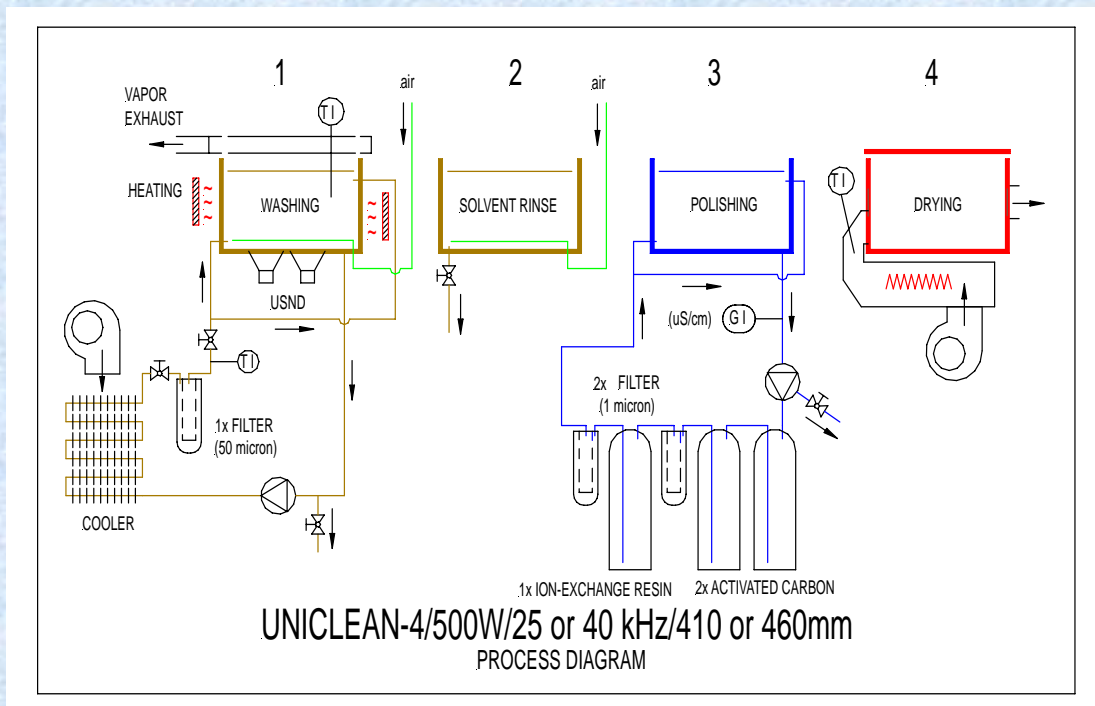 1
2
3
4
air
air
VAPOR
EXHAUST
TI
HEATING
WASHING
SOLVENT RINSE
POLISHING
TI
DRYING
USND
(uS/cm)
GI
TI
1x FILTER
(50 micron)
2x FILTER
(1 micron)
COOLER
1x ION-EXCHANGE RESIN
2x ACTIVATED CARBON
UNICLEAN-4/500W/25 or 40 kHz/410 or 460mm
PROCESS DIAGRAM